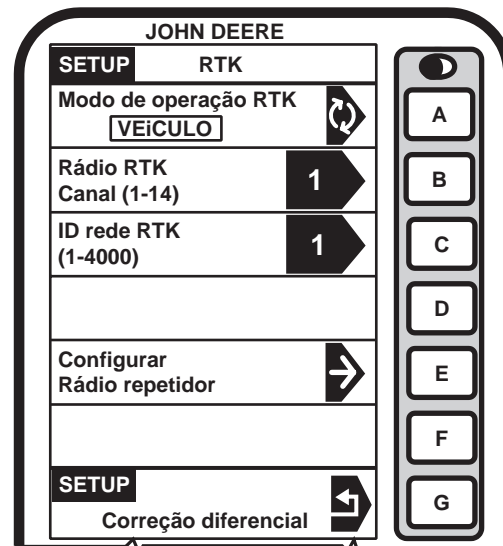 JOHN DEERE
SETUP RTK
Modo de operação RTK
VEiCULO
A
Rádio RTK
Canal (1-14)
1
B
ID rede RTK
(1-4000)
1
C
D
Configurar
Rádio repetidor
E
F
SETUP
Correção diferencial
G